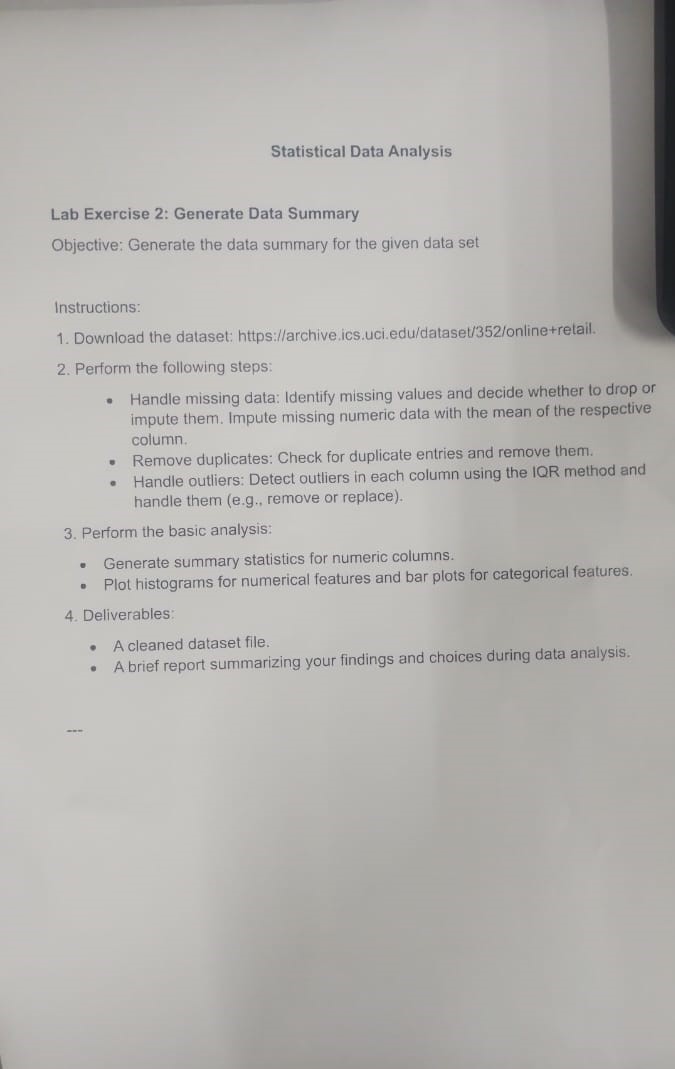 Statistical Data Analysis
Lab Exercise 2: Generate Data Summary
Objective: Generate the data summary for the given data set
Instructions:
1. Download the dataset: https://archive.ics.uci.edu/dataset/352/online+retail.
2. Perform the following steps:
• Handle missing data: Identify missing values and decide whether to drop or
impute them. Impute missing numeric data with the mean of the respective
column.
• Remove duplicates: Check for duplicate entries and remove them.
• Handle outliers: Detect outliers in each column using the IQR method and
handle them (e.g., remove or replace).
3. Perform the basic analysis:
• Generate summary statistics for numeric columns.
• Plot histograms for numerical features and bar plots for categorical features.
4. Deliverables:
• A cleaned dataset file.
• A brief report summarizing your findings and choices during data analysis.
---